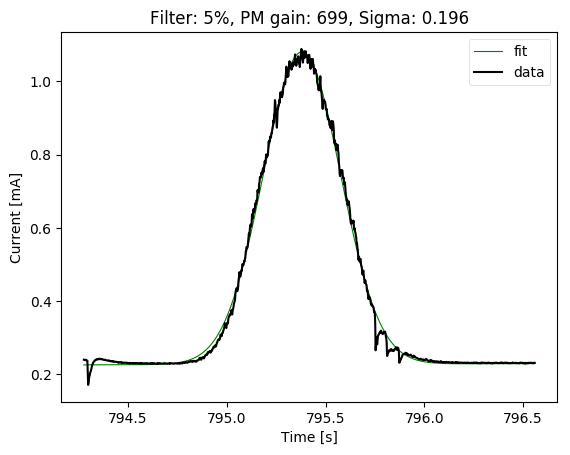 Filter: 5%, PM gain: 699, Sigma: 0.196
fit
data
1.0
0.8
0.6
0.4
0.2
Current [mA]
794.5
795.0
795.5
796.0
796.5
Time [s]